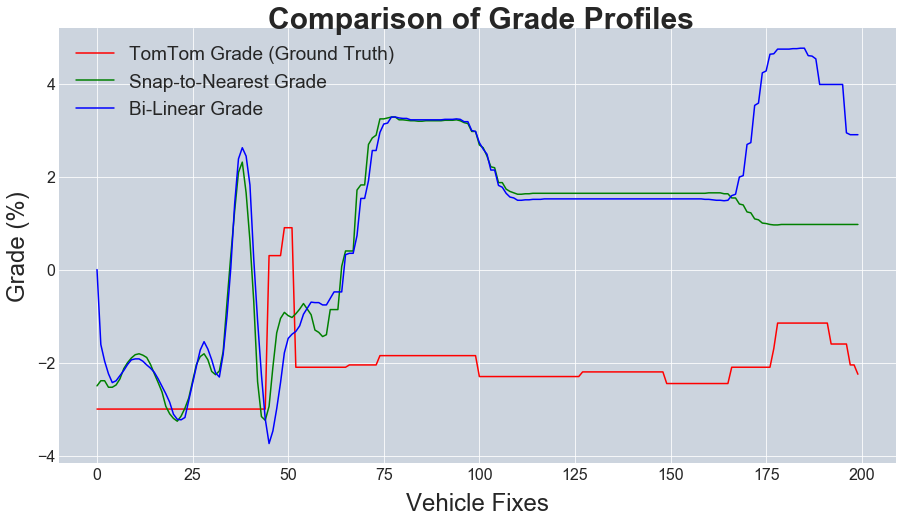 Comparison of Grade Profiles
TomTom Grade (Ground Truth)
Snap-to-Nearest Grade
Bi-Linear Grade
Grade (%)
4
2
0
−2
−4
0 25 50 75 100 125 150 175 200
Vehicle Fixes